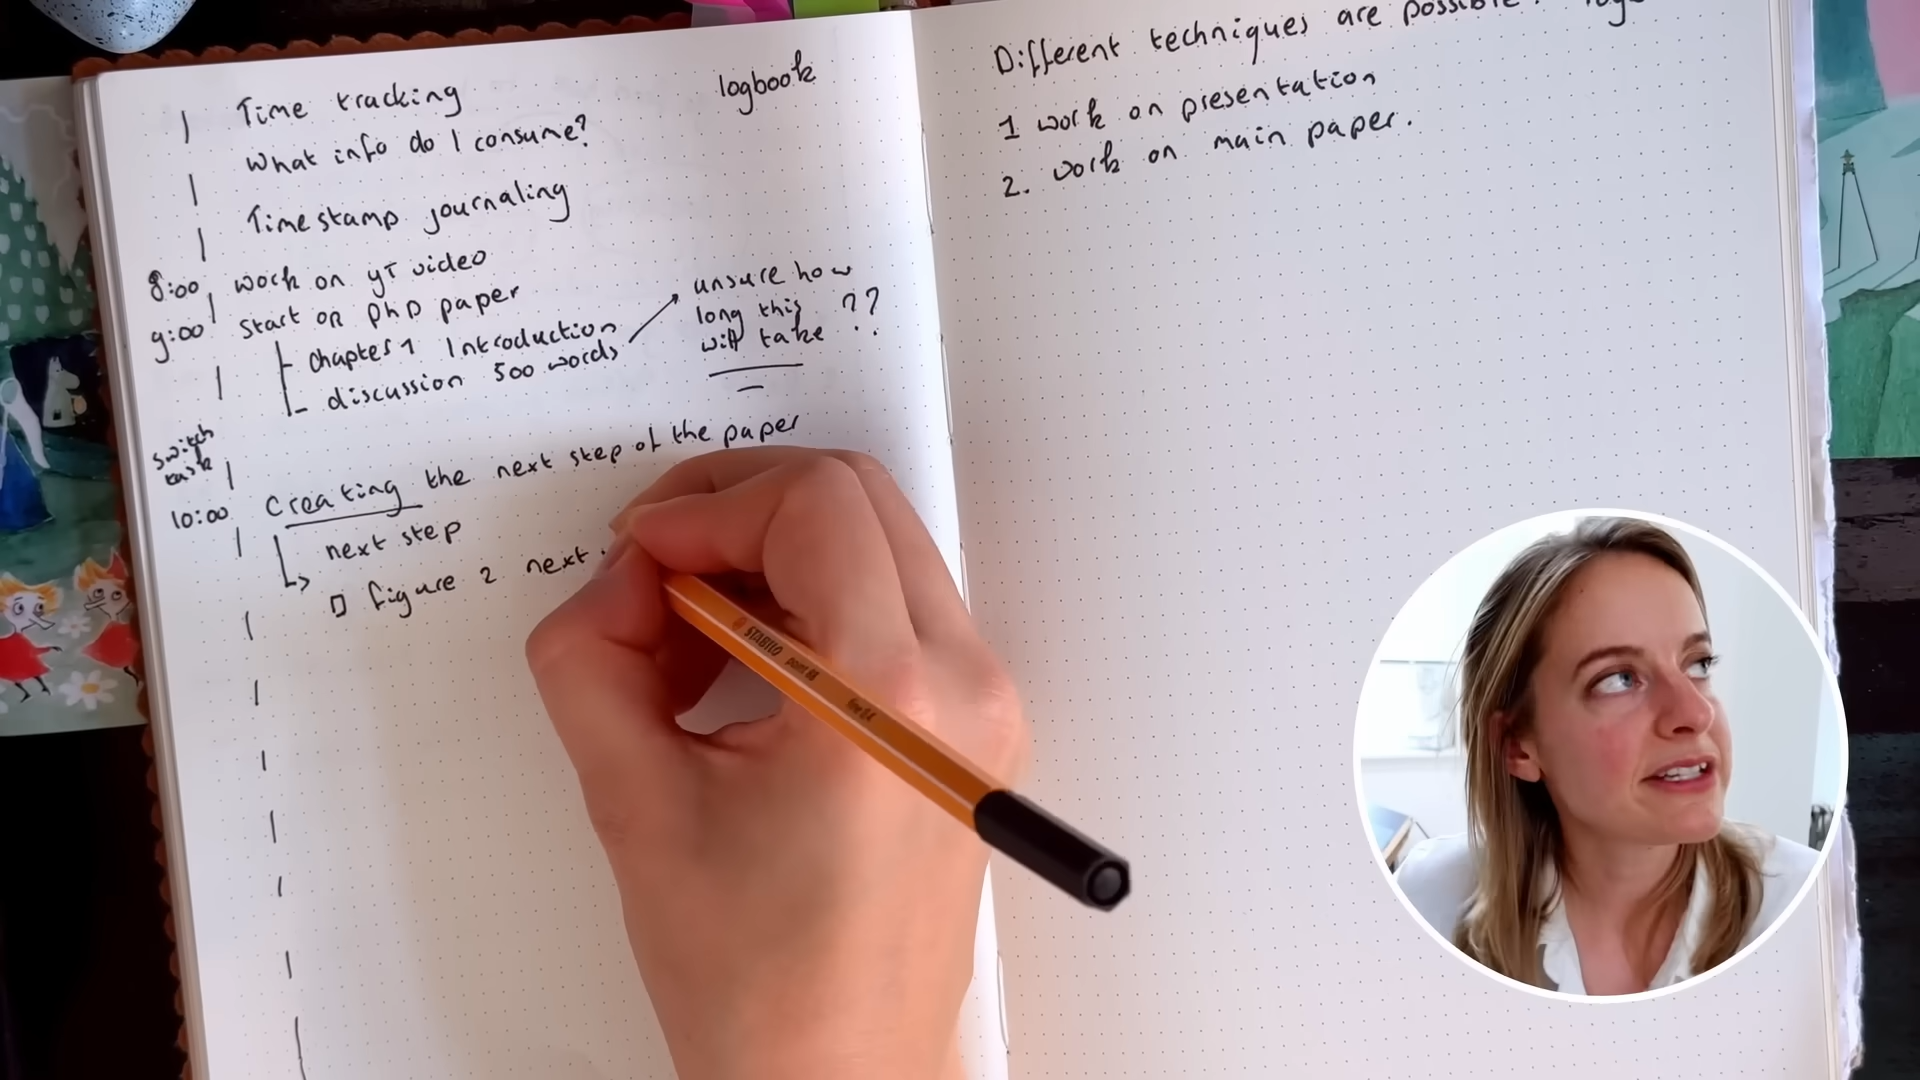 Time tracking
logbook
What info do I consume?
Timestamp journaling
8:00 work on YT video
9:00 Start on PhD paper
Chapter 1 Introduction
discussion 500 words
unsure how
long this
will take ??
switch
task
10:00 Creating the next step of the paper
next step
figure 2 next
Different techniques are possible:
1 work on presentation
2. work on main paper.
STABILO point 88 fine 0.4